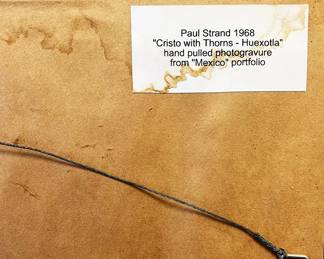 Paul Strand 1968
"Cristo with Thorns - Huexotla"
hand pulled photogravure
from "Mexico" portfolio